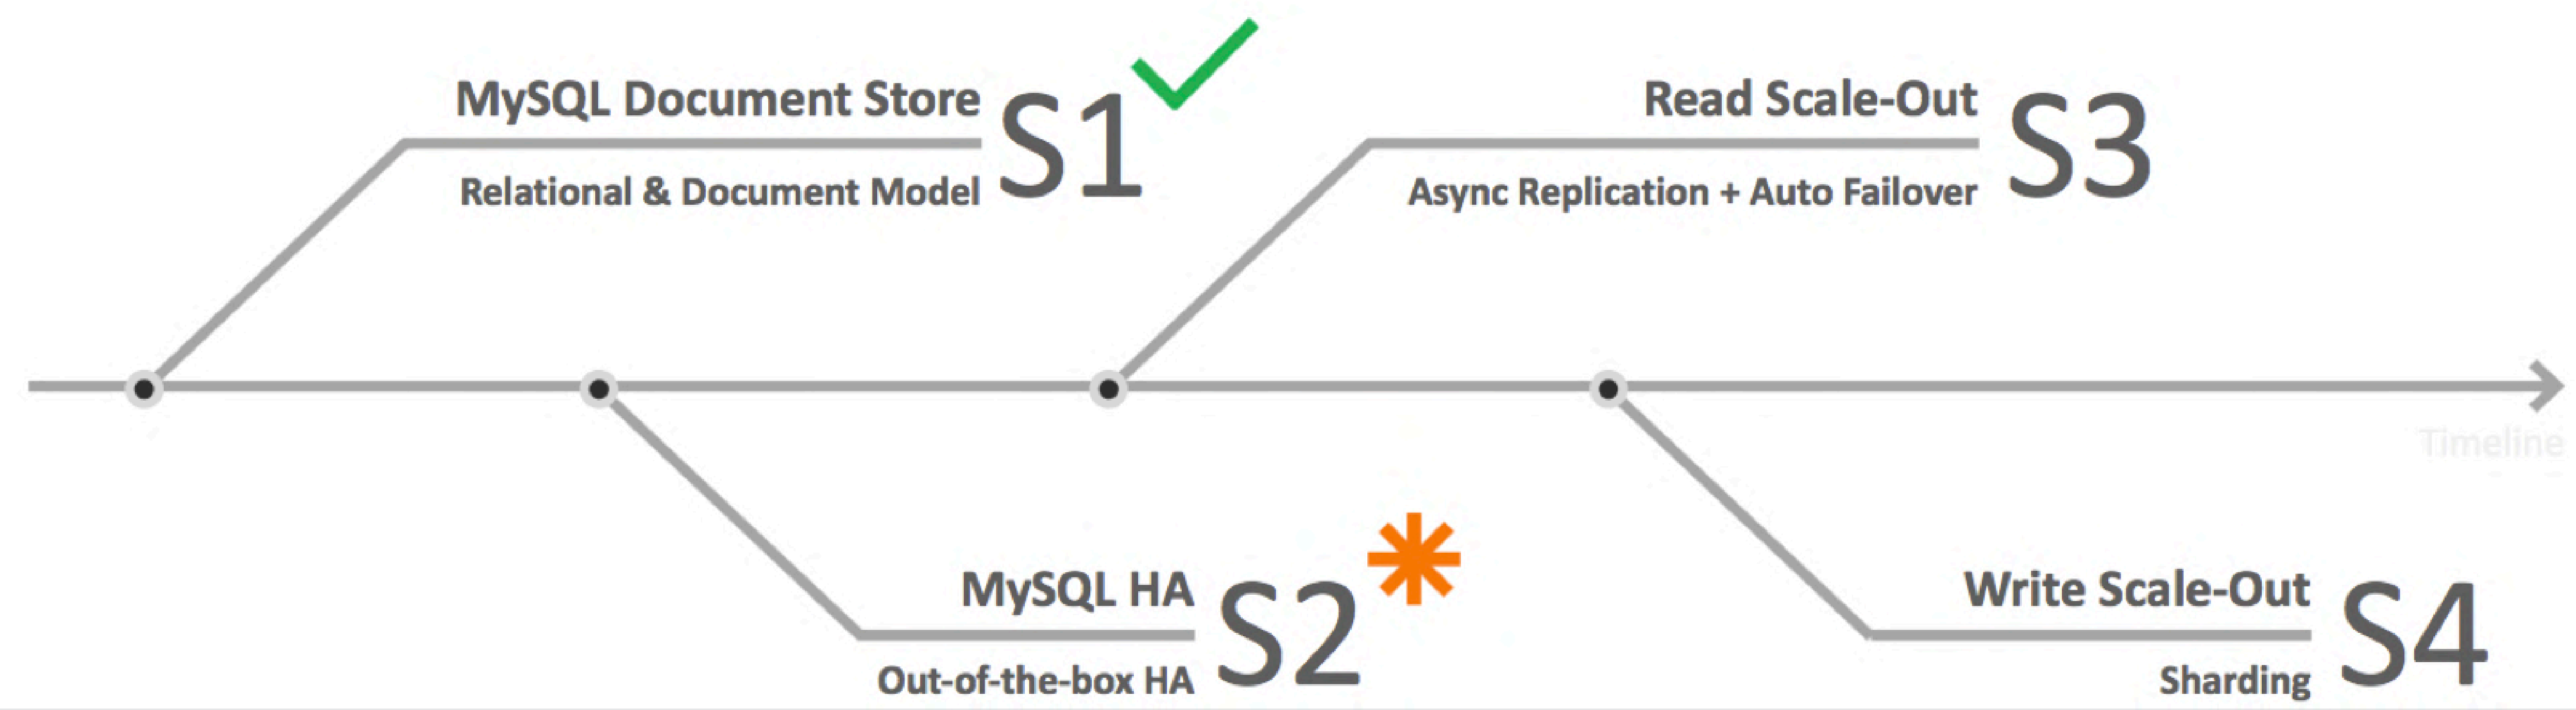 MySQL Document Store
Relational & Document Model
S1
Read Scale-Out
Async Replication + Auto Failover
S3
Timeline
MySQL HA
Out-of-the-box HA
S2
Write Scale-Out
Sharding
S4